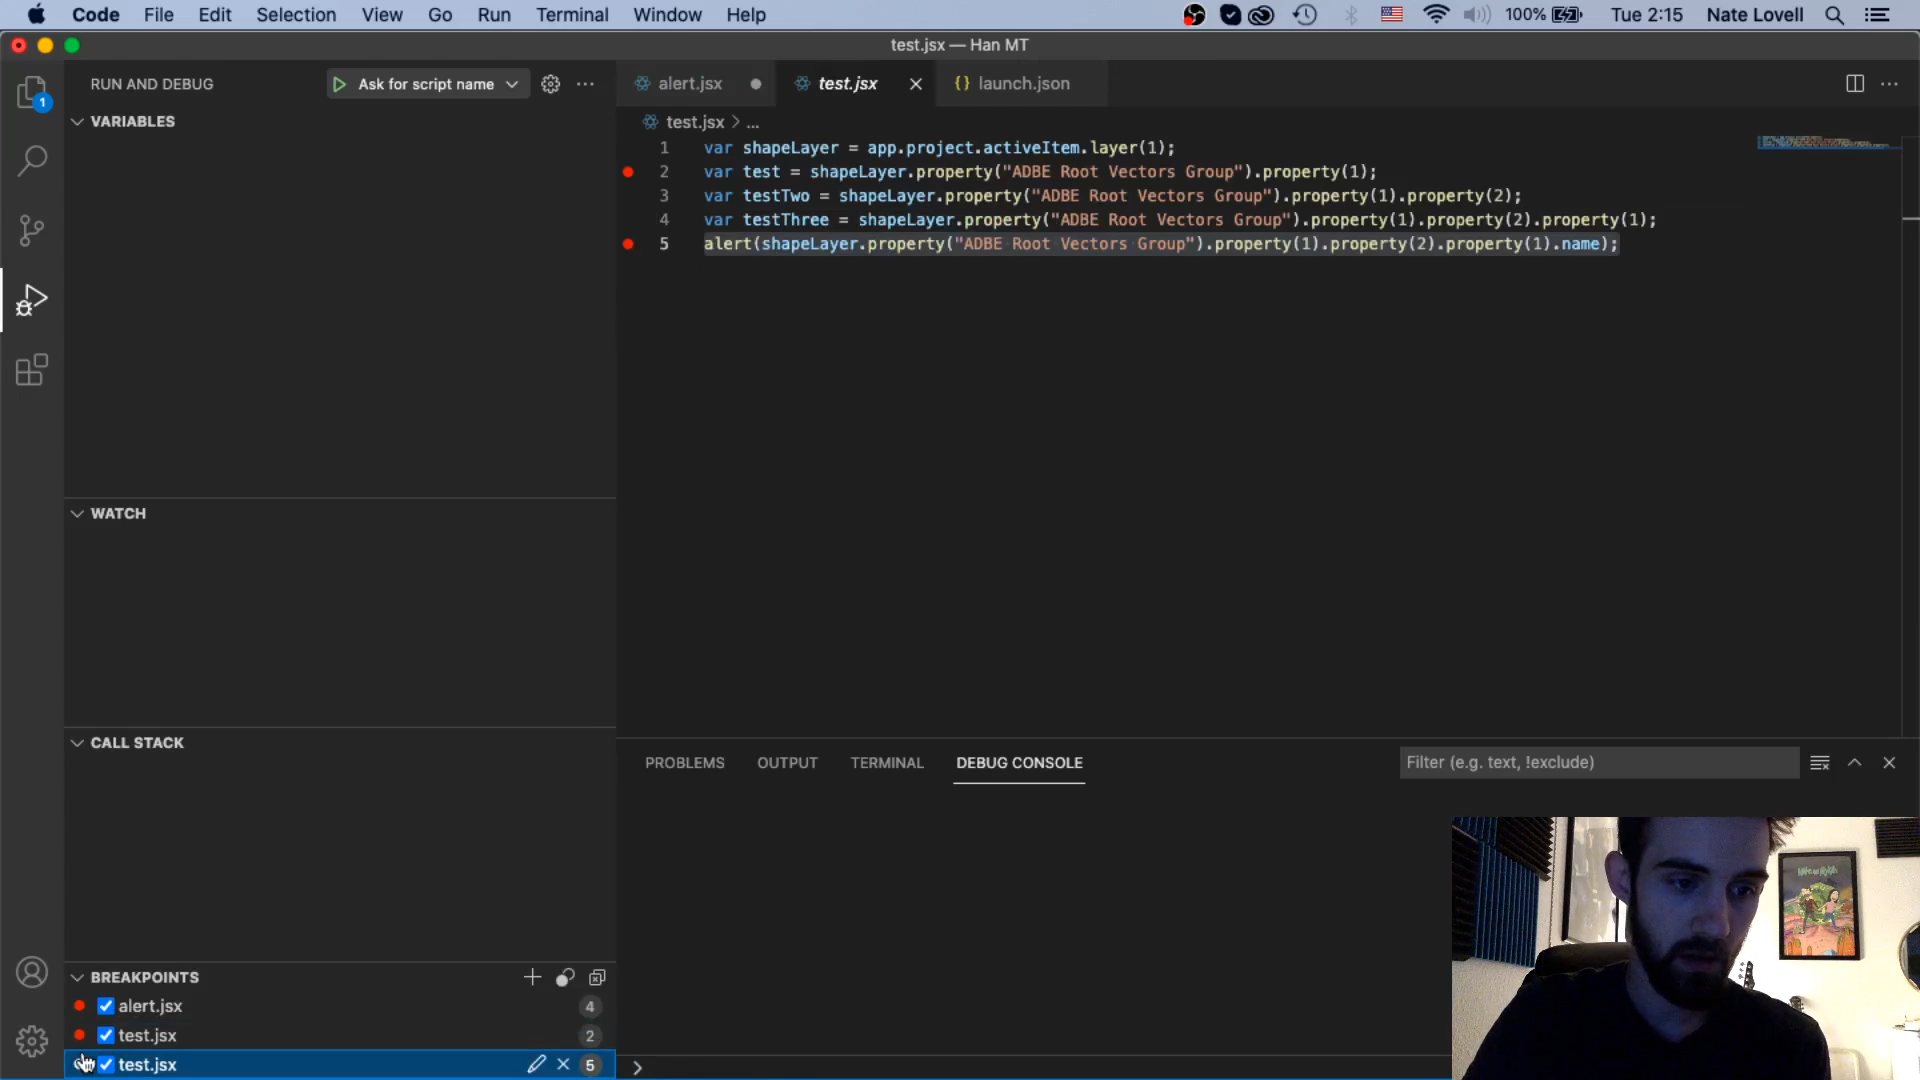 Code File Edit Selection View Go Run Terminal Window Help 100% Tue 2:15 Nate Lovell
test.jsx — Han MT
RUN AND DEBUG Ask for script name
alert.jsx test.jsx {} launch.json
1
VARIABLES
test.jsx > ...
1 var shapeLayer = app.project.activeItem.layer(1);
2 var test = shapeLayer.property("ADBE Root Vectors Group").property(1);
3 var testTwo = shapeLayer.property("ADBE Root Vectors Group").property(1).property(2);
4 var testThree = shapeLayer.property("ADBE Root Vectors Group").property(1).property(2).property(1);
5 alert(shapeLayer.property("ADBE Root Vectors Group").property(1).property(2).property(1).name);
WATCH
CALL STACK
PROBLEMS OUTPUT TERMINAL DEBUG CONSOLE Filter (e.g. text, !exclude)
BREAKPOINTS
alert.jsx 4
test.jsx 2
test.jsx 5